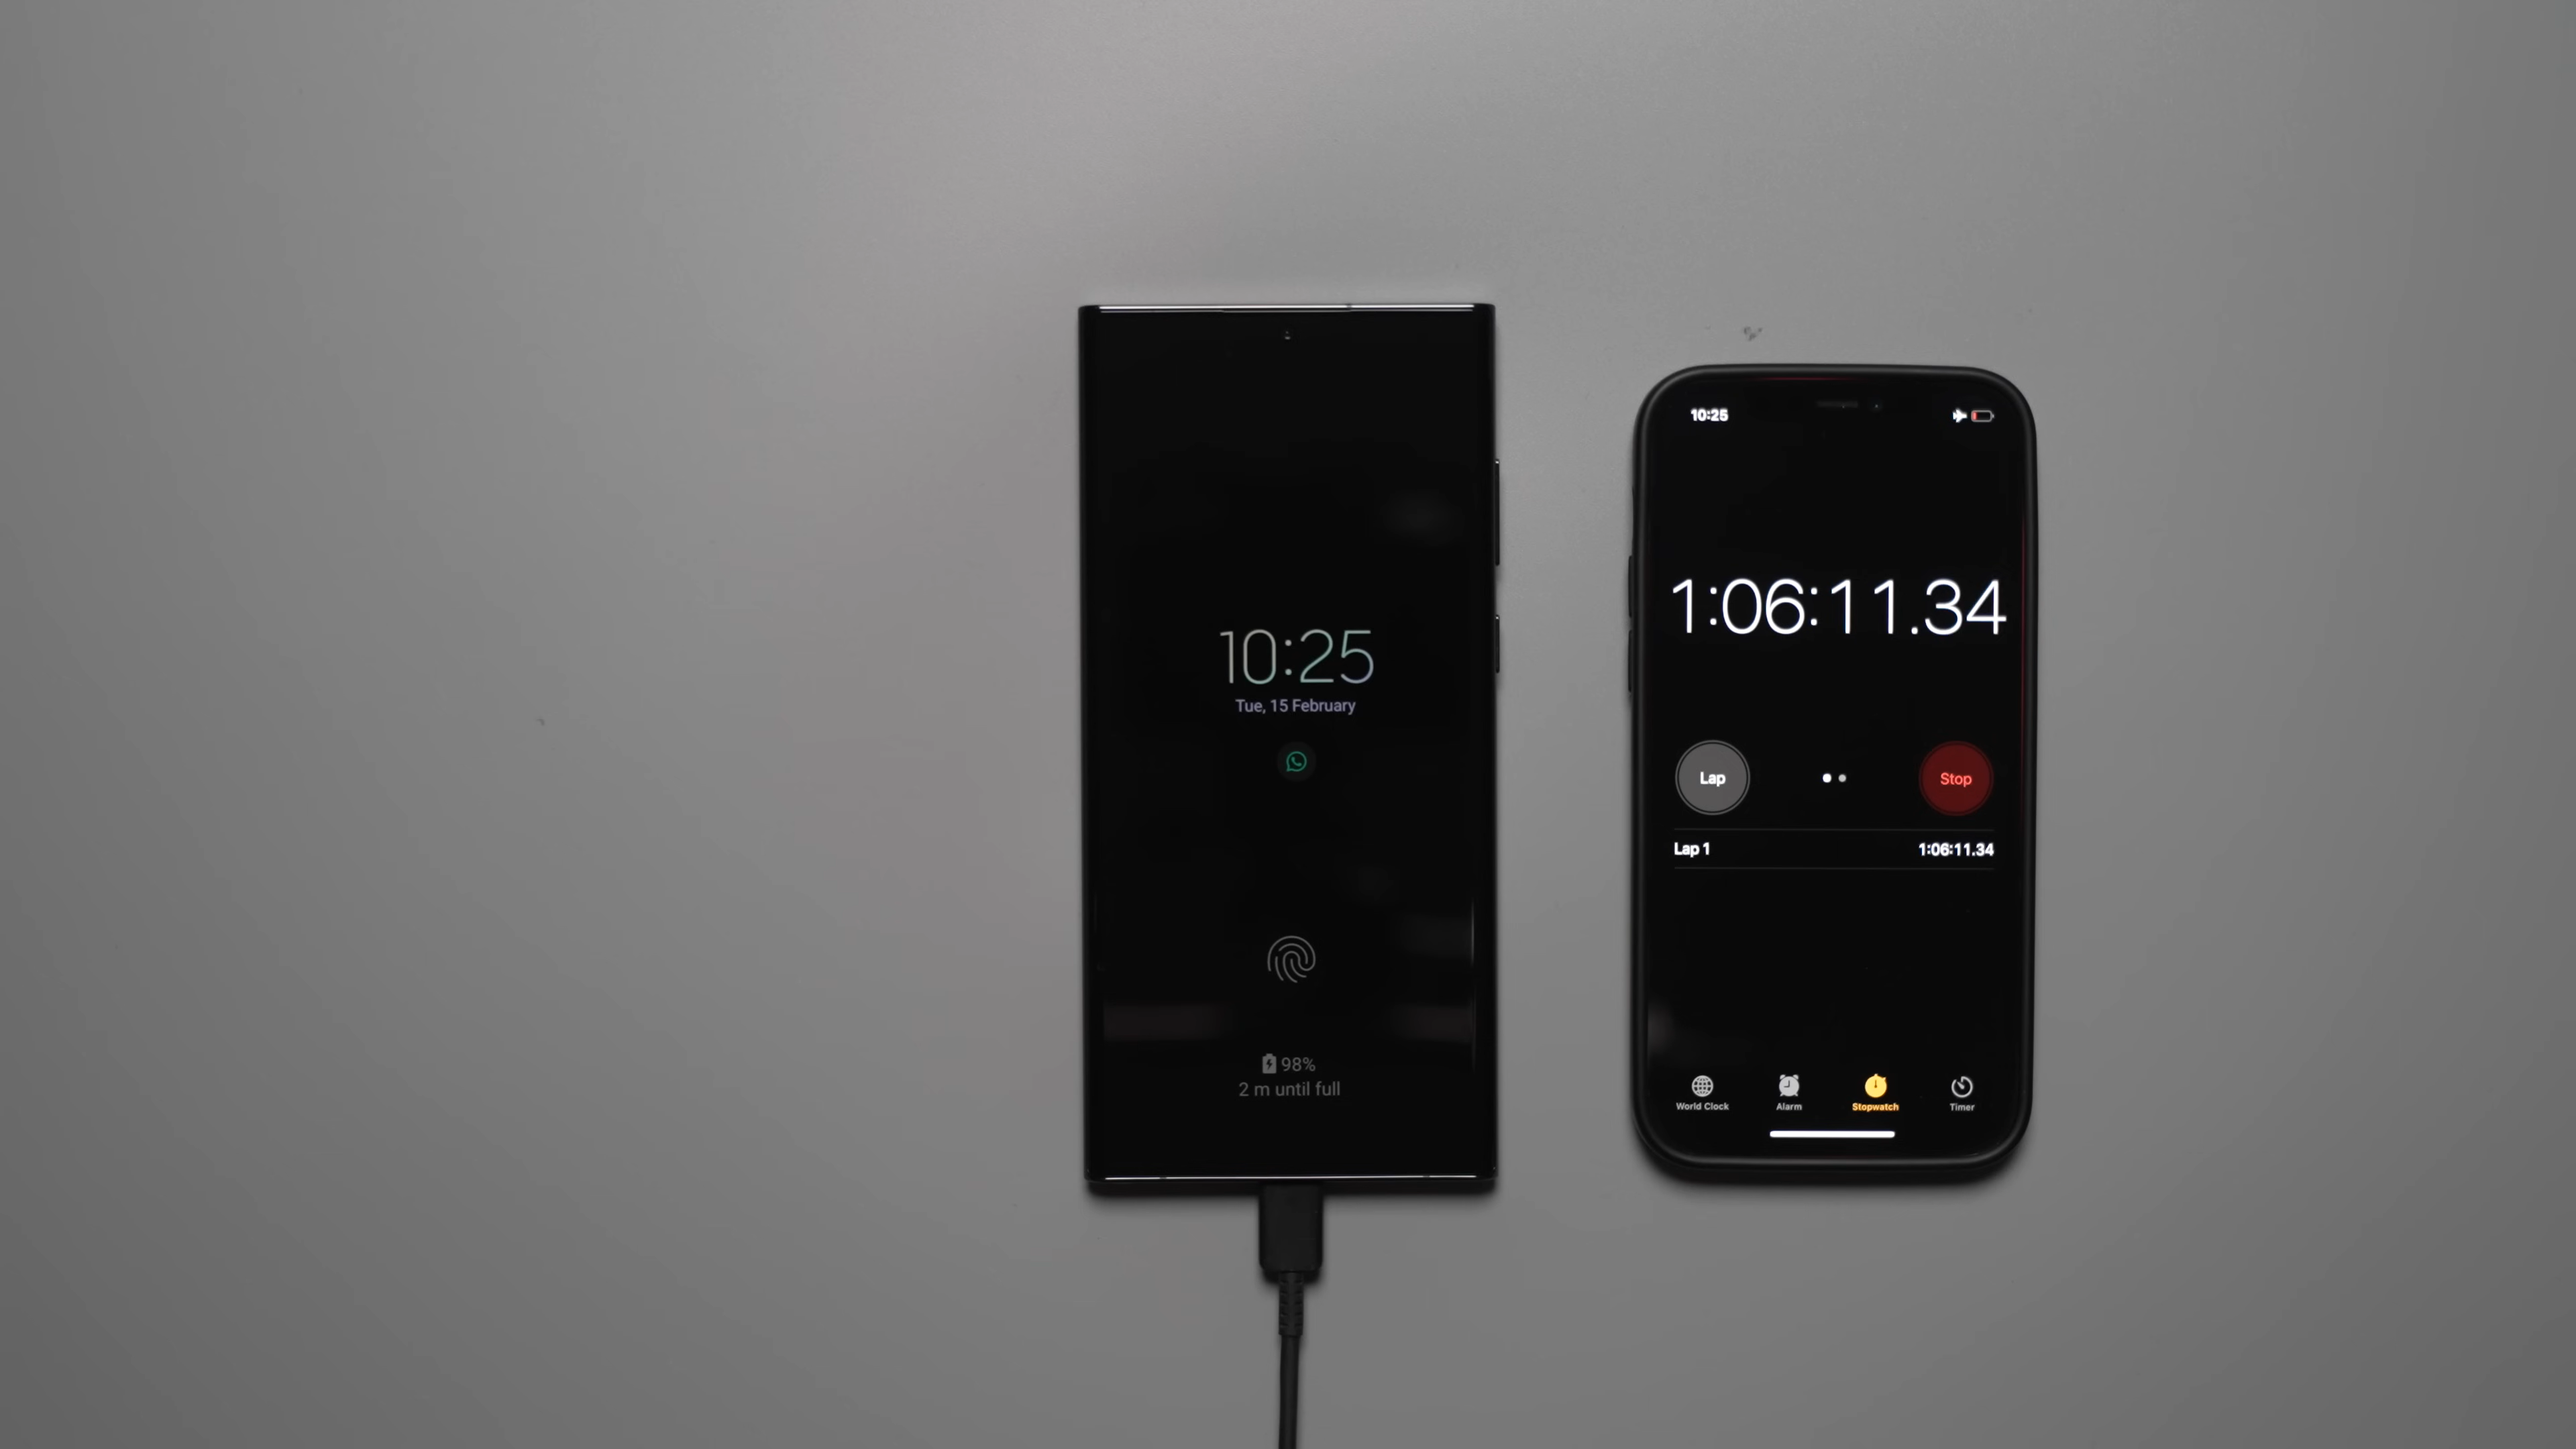 10:25
Tue, 15 February
98%
2 m until full
10:25
1:06:11.34
Lap
Stop
Lap 1 1:06:11.34
World Clock Alarm Stopwatch Timer